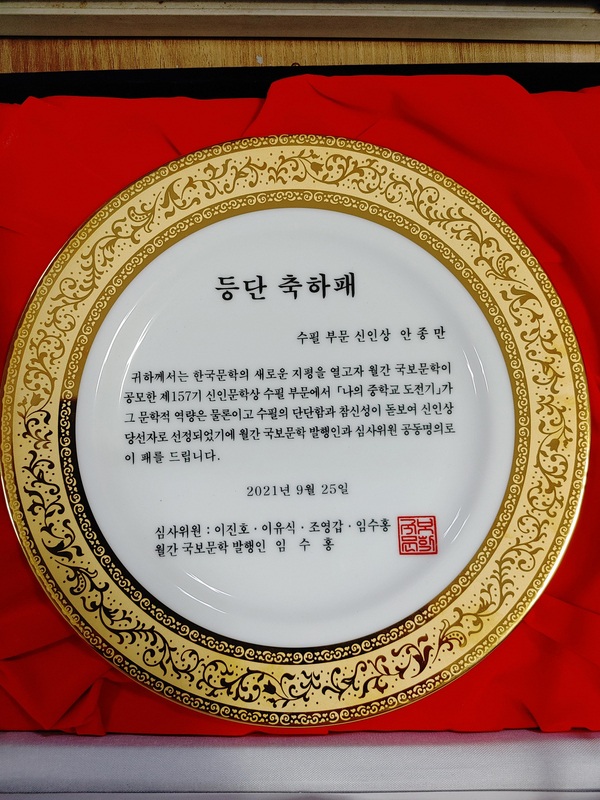 등단 축하패
수필 부문 신인상 안 종 만
귀하께서는 한국문학의 새로운 지평을 열고자 월간 국보문학이
공모한 제157기 신인문학상 수필 부문에서 「나의 중학교 도전기」가
그 문학적 역량은 물론이고 수필의 단단함과 참신성이 돋보여 신인상
당선자로 선정되었기에 월간 국보문학 발행인과 심사위원 공동명의로
이 패를 드립니다.
2021년 9월 25일
심사위원 : 이진호 · 이유식 · 조영갑 · 임수홍
월간 국보문학 발행인 임 수 홍